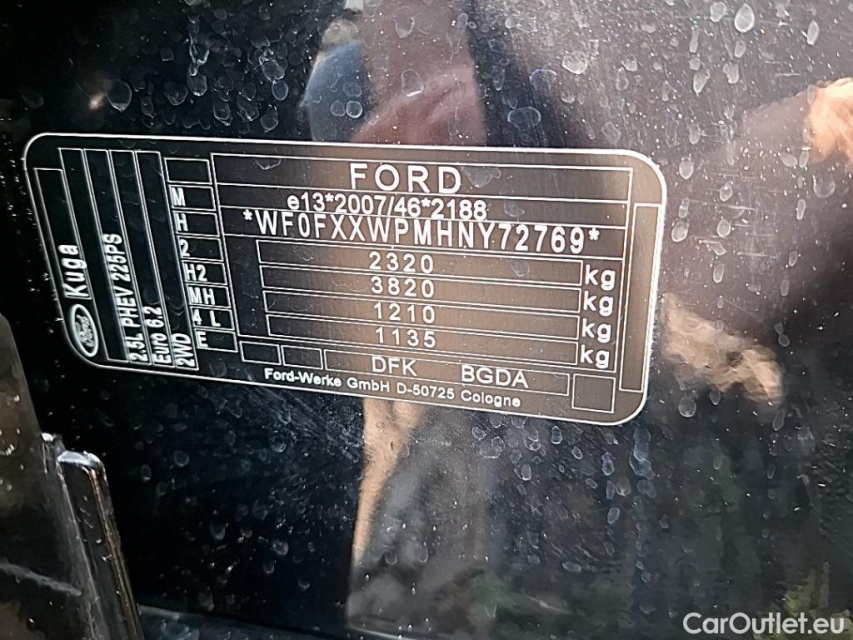 FORD
e13*2007/46*2188
*WF0FXXWPMHNY72769*
2320 kg
3820 kg
1210 kg
1135 kg
DFK BGDA
Ford-Werke GmbH D-50725 Cologne
M
H
2
H2
MH
4 L
E
Ford Kuga
2.5L PHEV 225PS
Euro 6.2
2WD
CarOutlet.eu